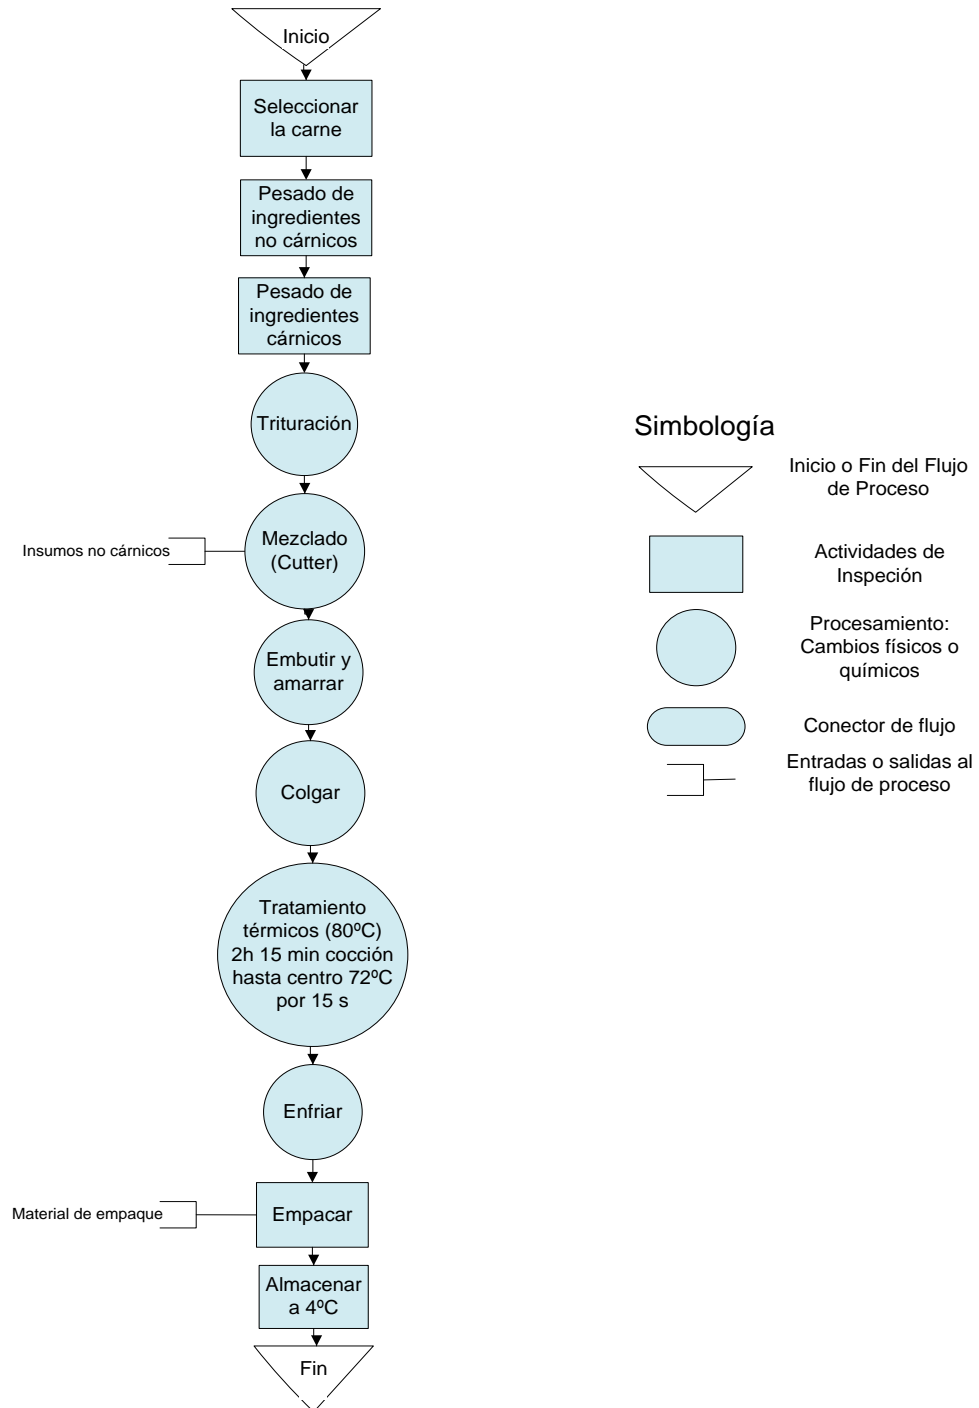 Inicio
Seleccionar
la carne
Pesado de
ingredientes
no cárnicos
Pesado de
ingredientes
cárnicos
Trituración
Insumos no cárnicos
Mezclado
(Cutter)
Embutir y
amarrar
Colgar
Tratamiento
térmicos (80ºC)
2h 15 min cocción
hasta centro 72ºC
por 15 s
Enfriar
Material de empaque
Empacar
Almacenar
a 4ºC
Fin
Simbología
Inicio o Fin del Flujo
de Proceso
Actividades de
Inspeción
Procesamiento:
Cambios físicos o
químicos
Conector de flujo
Entradas o salidas al
flujo de proceso